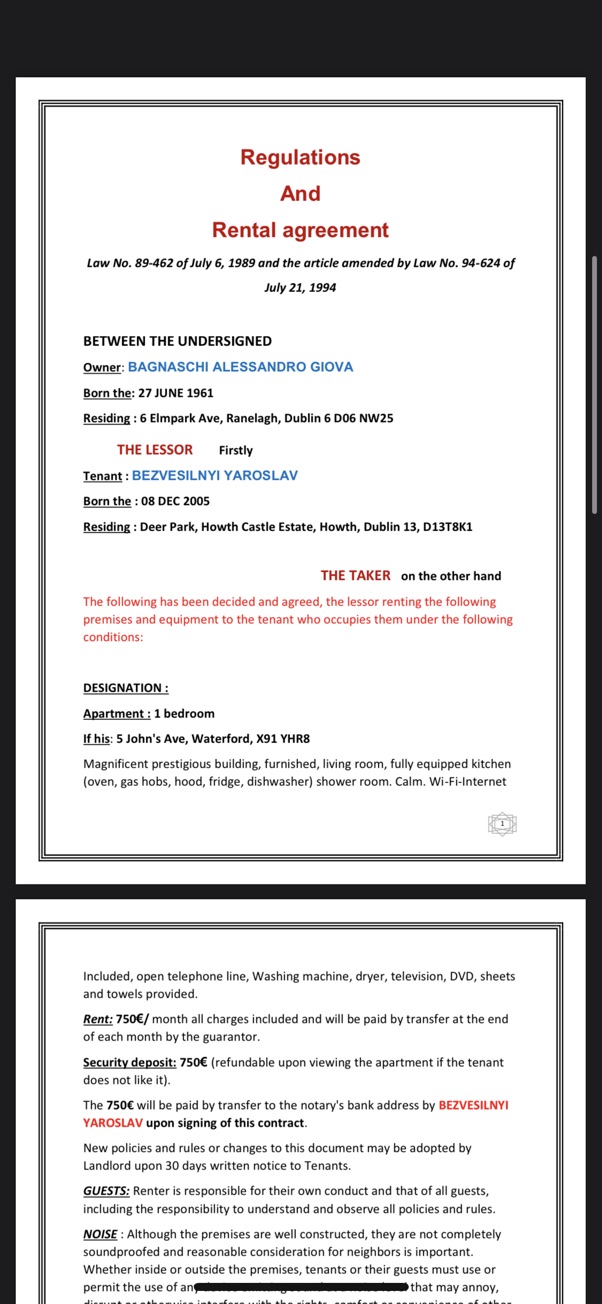 Regulations
And
Rental agreement
Law No. 89-462 of July 6, 1989 and the article amended by Law No. 94-624 of
July 21, 1994
BETWEEN THE UNDERSIGNED
Owner: BAGNASCHI ALESSANDRO GIOVA
Born the: 27 JUNE 1961
Residing : 6 Elmpark Ave, Ranelagh, Dublin 6 D06 NW25
THE LESSOR Firstly
Tenant : BEZVESILNYI YAROSLAV
Born the : 08 DEC 2005
Residing : Deer Park, Howth Castle Estate, Howth, Dublin 13, D13T8K1
THE TAKER on the other hand
The following has been decided and agreed, the lessor renting the following
premises and equipment to the tenant who occupies them under the following
conditions:
DESIGNATION :
Apartment : 1 bedroom
If his: 5 John's Ave, Waterford, X91 YHR8
Magnificent prestigious building, furnished, living room, fully equipped kitchen
(oven, gas hobs, hood, fridge, dishwasher) shower room. Calm. Wi-Fi-Internet
1
Included, open telephone line, Washing machine, dryer, television, DVD, sheets
and towels provided.
Rent: 750€/ month all charges included and will be paid by transfer at the end
of each month by the guarantor.
Security deposit: 750€ (refundable upon viewing the apartment if the tenant
does not like it).
The 750€ will be paid by transfer to the notary's bank address by BEZVESILNYI
YAROSLAV upon signing of this contract.
New policies and rules or changes to this document may be adopted by
Landlord upon 30 days written notice to Tenants.
GUESTS: Renter is responsible for their own conduct and that of all guests,
including the responsibility to understand and observe all policies and rules.
NOISE : Although the premises are well constructed, they are not completely
soundproofed and reasonable consideration for neighbors is important.
Whether inside or outside the premises, tenants or their guests must use or
permit the use of any that may annoy,